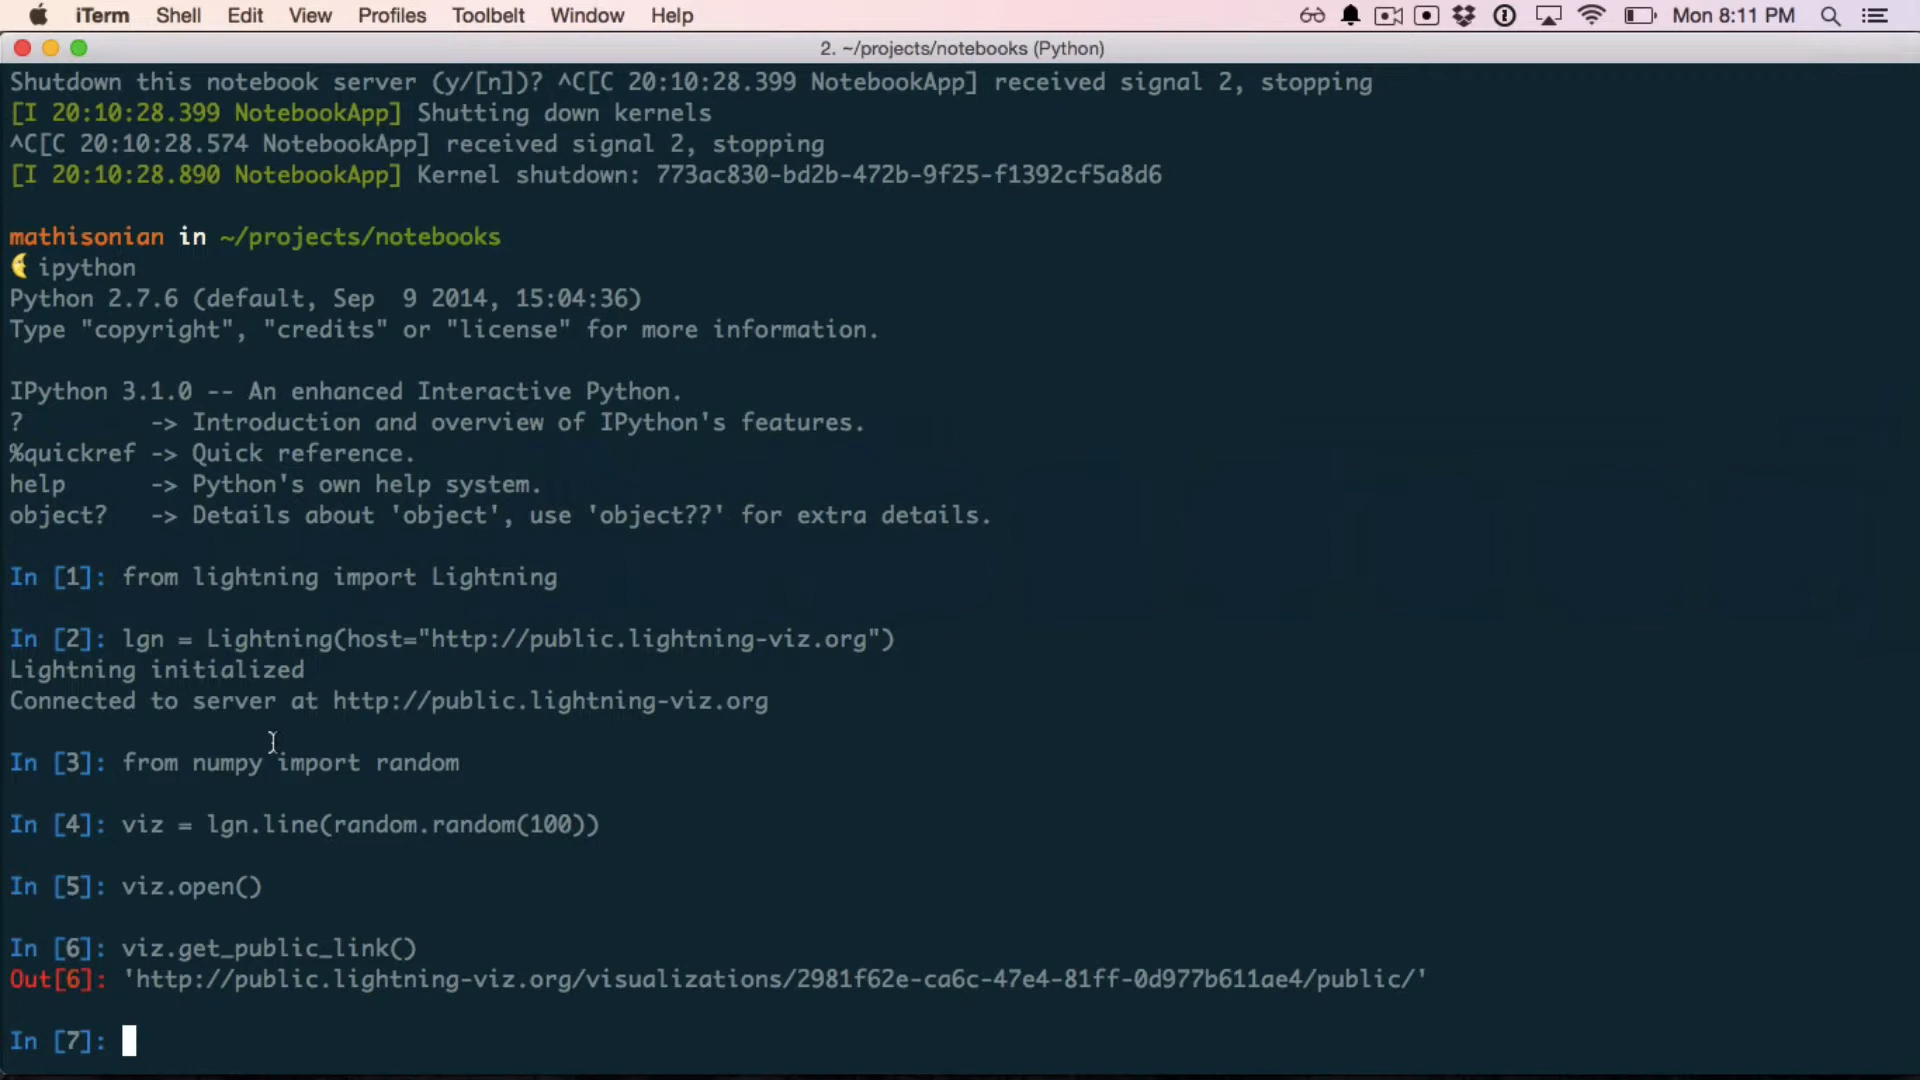 iTerm Shell Edit View Profiles Toolbelt Window Help Mon 8:11 PM
2. ~/projects/notebooks (Python)
Shutdown this notebook server (y/[n])? ^C[C 20:10:28.399 NotebookApp] received signal 2, stopping
[I 20:10:28.399 NotebookApp] Shutting down kernels
^C[C 20:10:28.574 NotebookApp] received signal 2, stopping
[I 20:10:28.890 NotebookApp] Kernel shutdown: 773ac830-bd2b-472b-9f25-f1392cf5a8d6
mathisonian in ~/projects/notebooks
ipython
Python 2.7.6 (default, Sep  9 2014, 15:04:36)
Type "copyright", "credits" or "license" for more information.
IPython 3.1.0 -- An enhanced Interactive Python.
?         -> Introduction and overview of IPython's features.
%quickref -> Quick reference.
help      -> Python's own help system.
object?   -> Details about 'object', use 'object??' for extra details.
In [1]: from lightning import Lightning
In [2]: lgn = Lightning(host="http://public.lightning-viz.org")
Lightning initialized
Connected to server at http://public.lightning-viz.org
In [3]: from numpy import random
In [4]: viz = lgn.line(random.random(100))
In [5]: viz.open()
In [6]: viz.get_public_link()
Out[6]: 'http://public.lightning-viz.org/visualizations/2981f62e-ca6c-47e4-81ff-0d977b611ae4/public/'
In [7]: